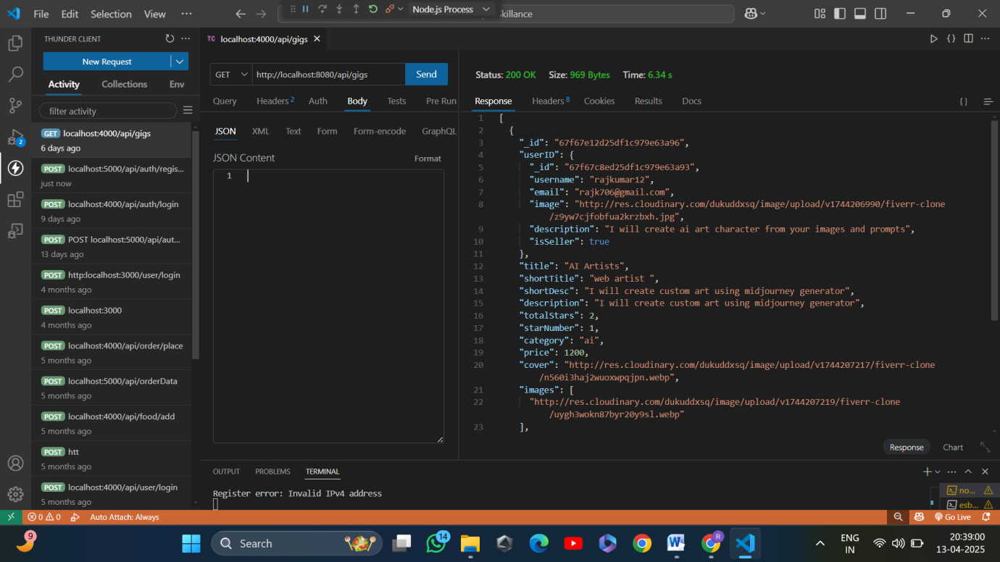 File Edit Selection View ··· Node.js Process Skillance
THUNDER CLIENT
New Request
Activity Collections Env
filter activity
GET localhost:4000/api/gigs
6 days ago
POST localhost:5000/api/auth/regis...
just now
POST localhost:4000/api/auth/login
9 days ago
POST POST localhost:5000/api/aut...
13 days ago
POST http:localhost:3000/user/login
4 months ago
POST localhost:3000
4 months ago
POST localhost:4000/api/order/place
5 months ago
POST localhost:5000/api/orderData
5 months ago
POST localhost:4000/api/food/add
5 months ago
POST htt
5 months ago
POST localhost:4000/api/user/login
5 months ago
2
TC localhost:4000/api/gigs
GET http://localhost:8080/api/gigs Send
Query Headers 2 Auth Body Tests Pre Run
JSON XML Text Form Form-encode GraphQL
JSON Content Format
1
Status: 200 OK Size: 969 Bytes Time: 6.34 s
Response Headers 8 Cookies Results Docs { }
1 [
2 {
3 "_id": "67f67e12d25df1c979e63a96",
4 "userID": {
5 "_id": "67f67c8ed25df1c979e63a93",
6 "username": "rajkumar12",
7 "email": "rajk706@gmail.com",
8 "image": "http://res.cloudinary.com/dukuddxsq/image/upload/v1744206990/fiverr-clone
/z9yw7cjfobfua2krzbxh.jpg",
9 "description": "I will create ai art character from your images and prompts",
10 "isSeller": true
11 },
12 "title": "AI Artists",
13 "shortTitle": "web artist ",
14 "shortDesc": "I will create custom art using midjourney generator",
15 "description": "I will create custom art using midjourney generator",
16 "totalStars": 2,
17 "starNumber": 1,
18 "category": "ai",
19 "price": 1200,
20 "cover": "http://res.cloudinary.com/dukuddxsq/image/upload/v1744207217/fiverr-clone
/n560i3haj2wuoxwpqjpn.webp",
21 "images": [
22 "http://res.cloudinary.com/dukuddxsq/image/upload/v1744207219/fiverr-clone
/uygh3wokn87byr20y9sl.webp"
23 ],
Response Chart
OUTPUT PROBLEMS TERMINAL
Register error: Invalid IPv4 address
no...
esb...
0 0 Auto Attach: Always Go Live
9 Search 14 R ENG
IN
20:39:00
13-04-2025